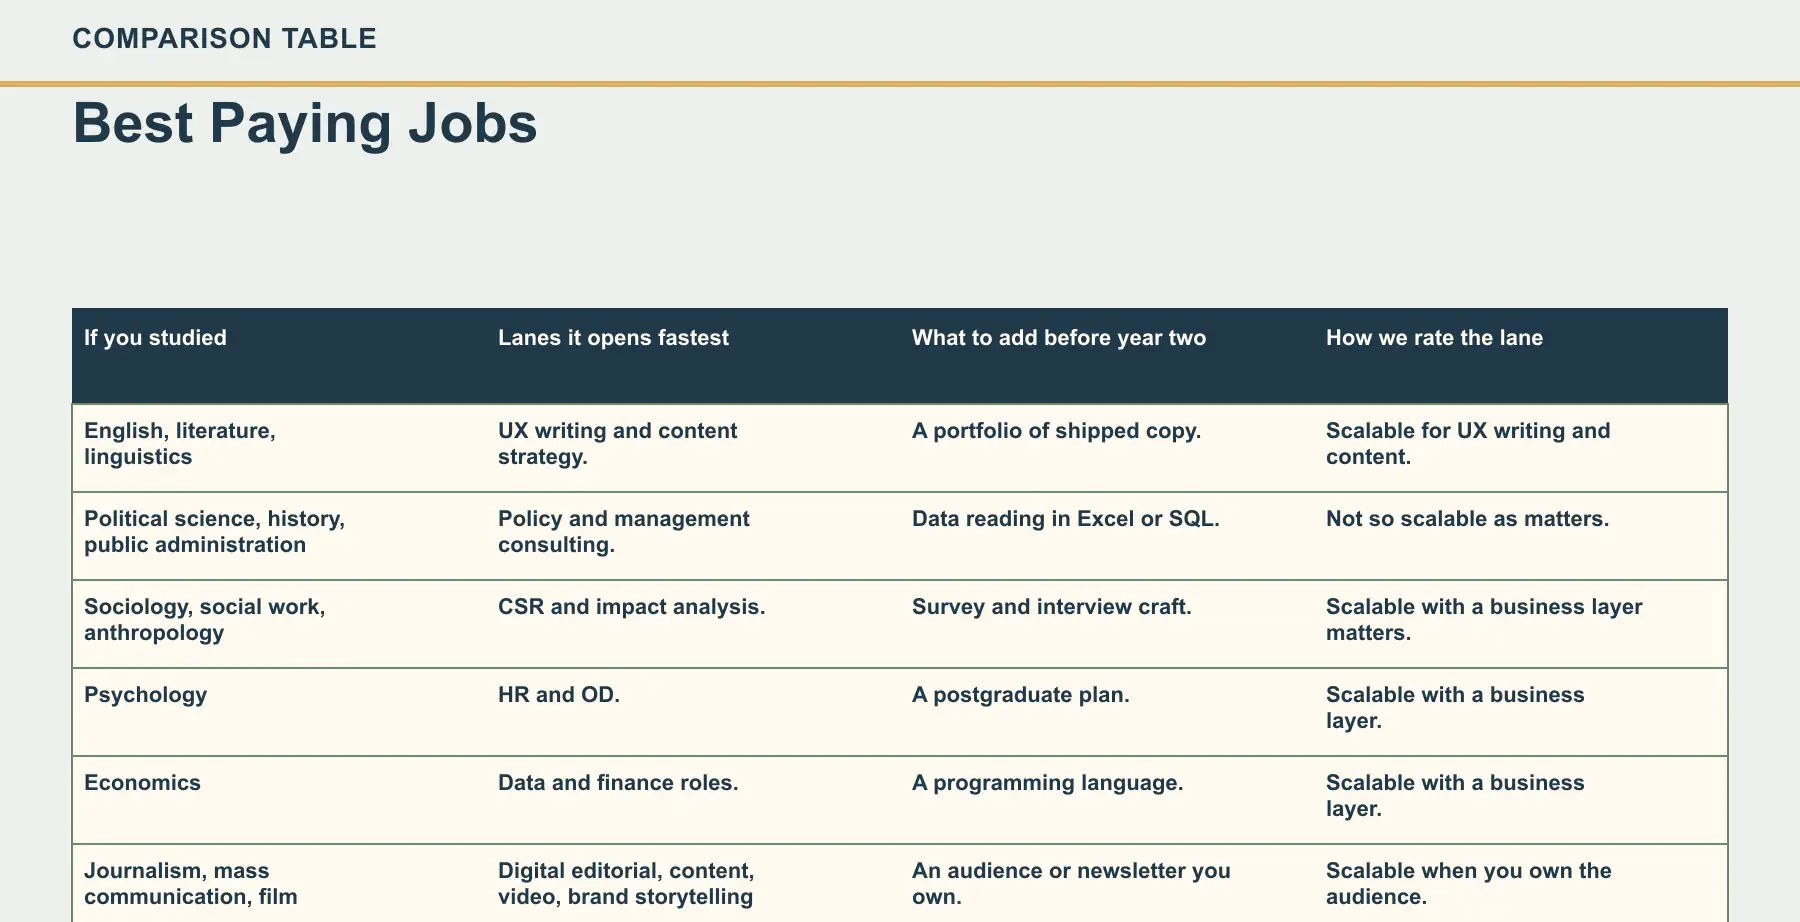 COMPARISON TABLE
Best Paying Jobs
If you studied
Lanes it opens fastest
What to add before year two
How we rate the lane
English, literature,
linguistics
UX writing and content
strategy.
A portfolio of shipped copy.
Scalable for UX writing and
content.
Political science, history,
public administration
Policy and management
consulting.
Data reading in Excel or SQL.
Not so scalable as matters.
Sociology, social work,
anthropology
CSR and impact analysis.
Survey and interview craft.
Scalable with a business layer
matters.
Psychology
HR and OD.
A postgraduate plan.
Scalable with a business
layer.
Economics
Data and finance roles.
A programming language.
Scalable with a business
layer.
Journalism, mass
communication, film
Digital editorial, content,
video, brand storytelling
An audience or newsletter you
own.
Scalable when you own the
audience.